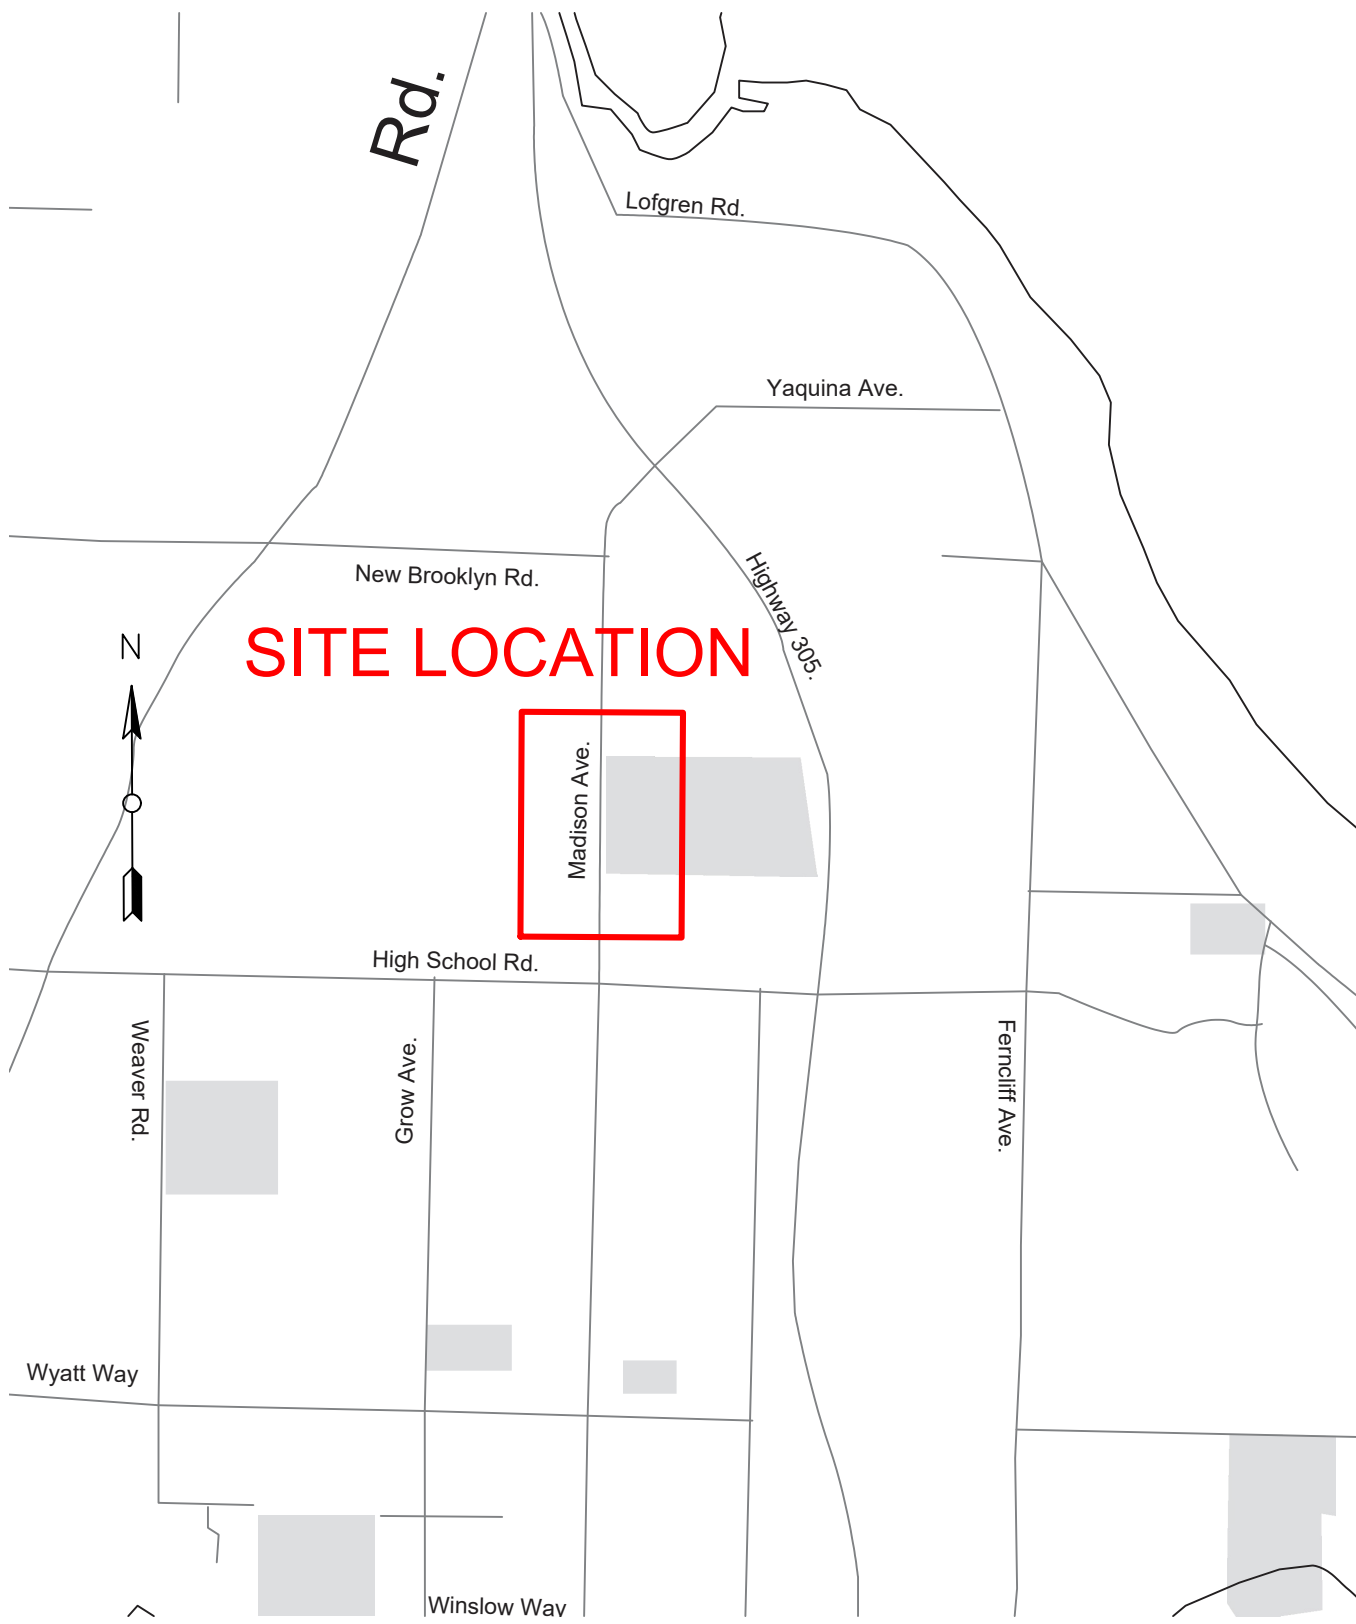 Rd.
Lofgren Rd.
Yaquina Ave.
New Brooklyn Rd.
Highway 305.
N
SITE LOCATION
Madison Ave.
High School Rd.
Weaver Rd.
Grow Ave.
Ferncliff Ave.
Wyatt Way
Winslow Way